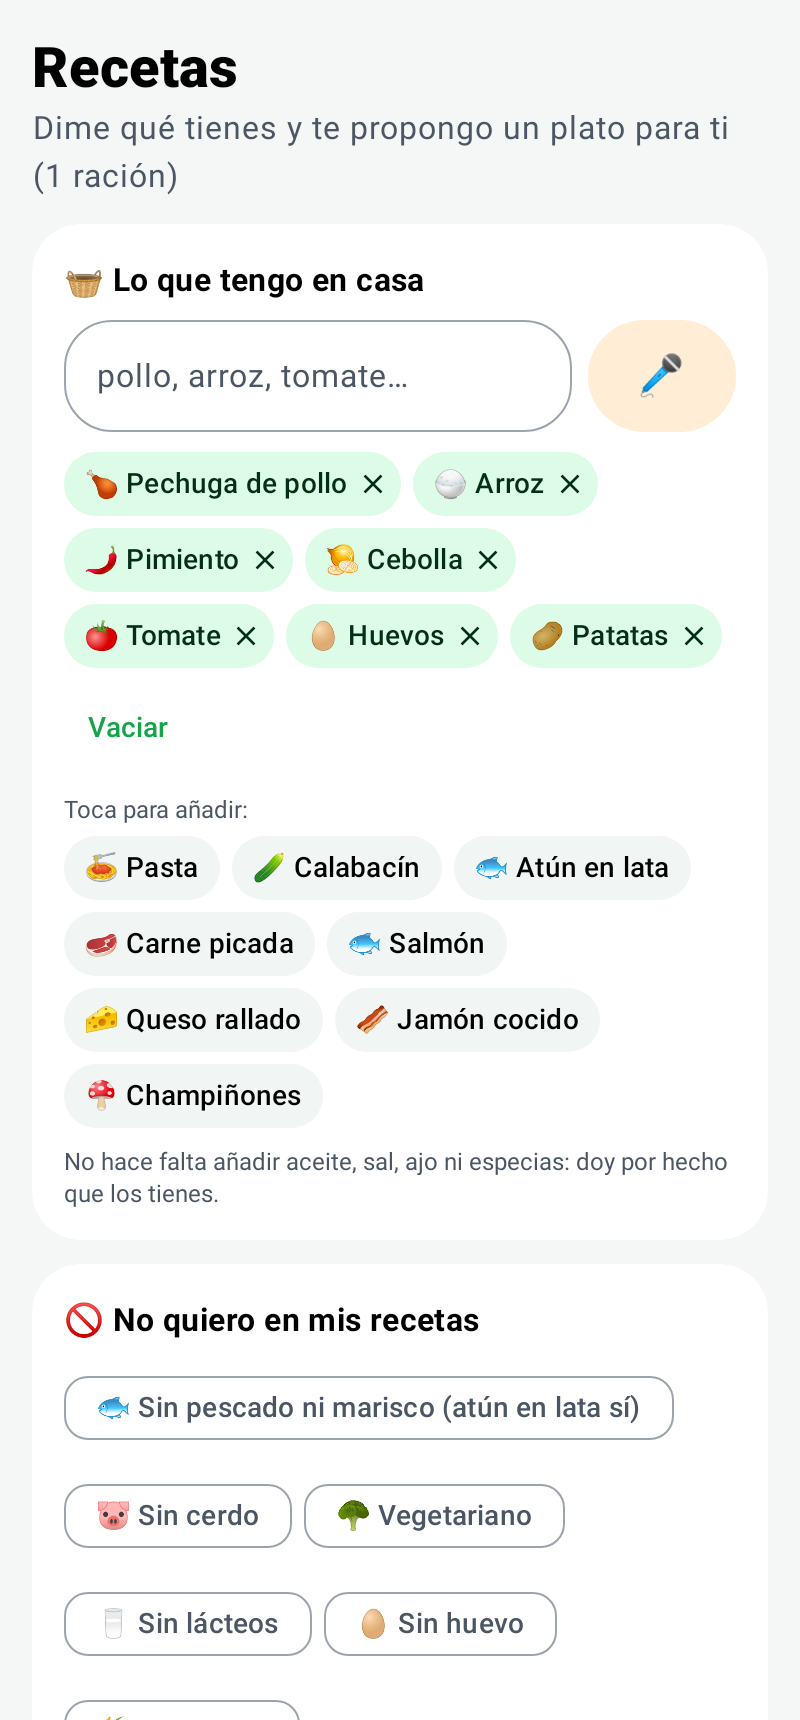 Recetas
Dime qué tienes y te propongo un plato para ti
(1 ración)
Lo que tengo en casa
pollo, arroz, tomate…
Pechuga de pollo
Arroz
Pimiento
Cebolla
Tomate
Huevos
Patatas
Vaciar
Toca para añadir:
Pasta
Calabacín
Atún en lata
Carne picada
Salmón
Queso rallado
Jamón cocido
Champiñones
No hace falta añadir aceite, sal, ajo ni especias: doy por hecho
que los tienes.
No quiero en mis recetas
Sin pescado ni marisco (atún en lata sí)
Sin cerdo
Vegetariano
Sin lácteos
Sin huevo